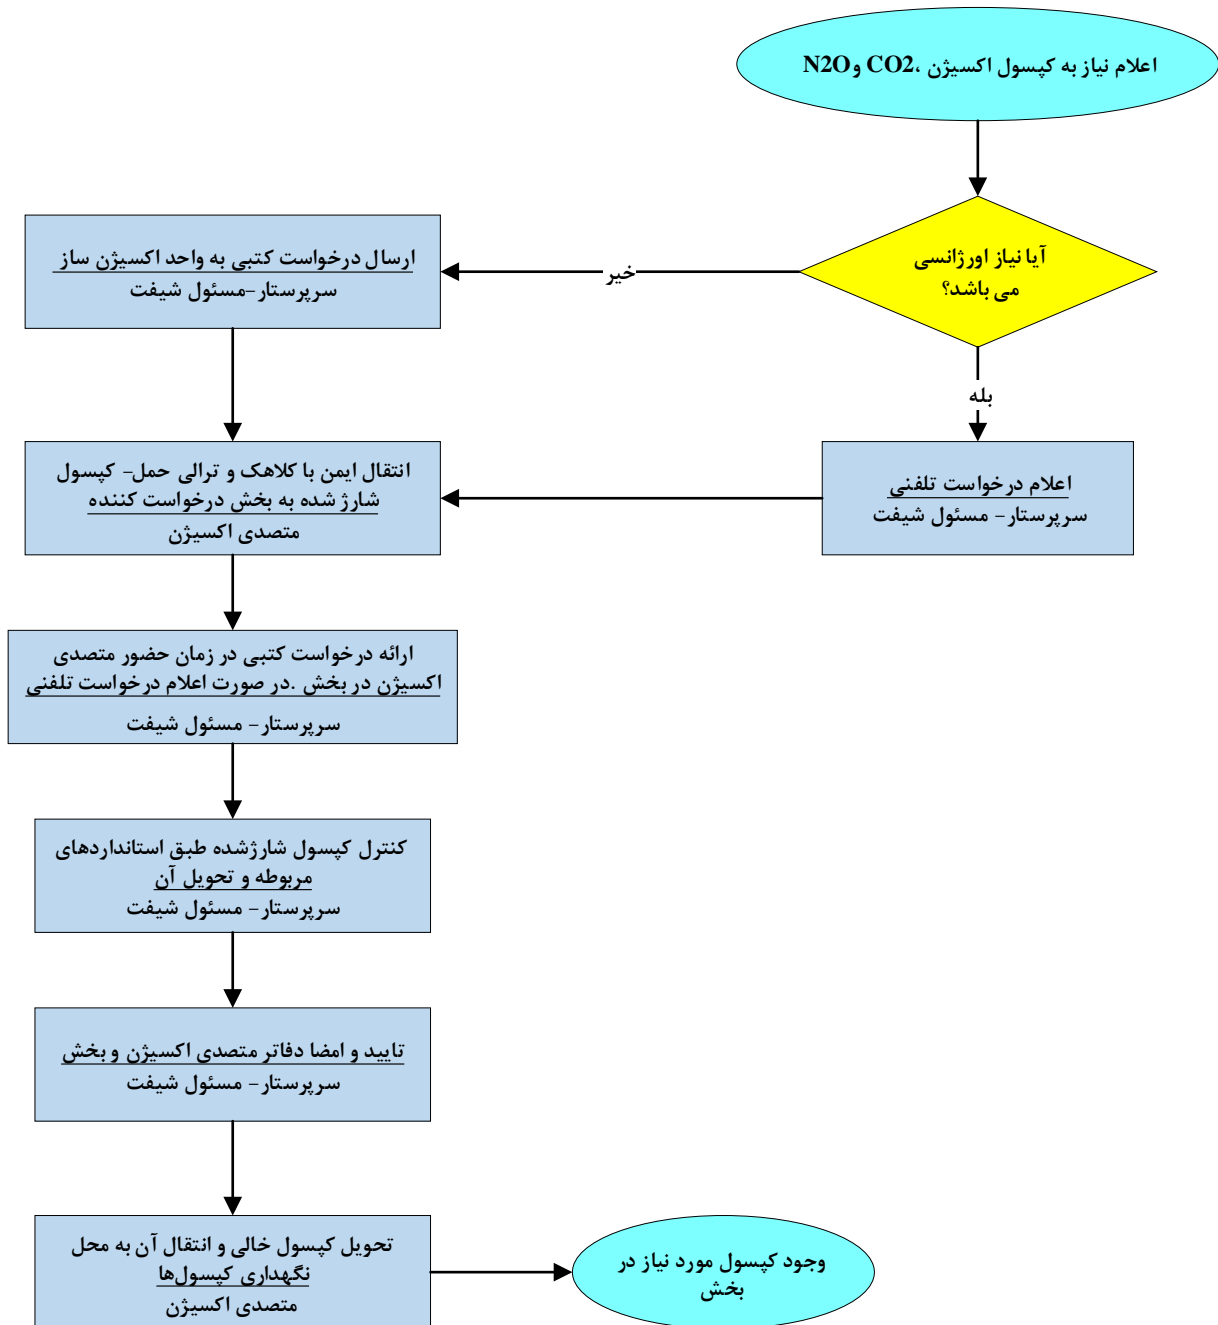 اعلام نیاز به کپسول اکسیژن ،CO2 وN2O
آیا نیاز اورژانسی
می باشد؟
خیر
ارسال درخواست کتبی به واحد اکسیژن ساز
سرپرستار-مسئول شیفت
بله
اعلام درخواست تلفنی
سرپرستار- مسئول شیفت
انتقال ایمن با کلاهک و ترالی حمل- کپسول
شارژ شده به بخش درخواست کننده
متصدی اکسیژن
ارائه درخواست کتبی در زمان حضور متصدی
اکسیژن در بخش .در صورت اعلام درخواست تلفنی
سرپرستار- مسئول شیفت
کنترل کپسول شارژشده طبق استانداردهای
مربوطه و تحویل آن
سرپرستار- مسئول شیفت
تایید و امضا دفاتر متصدی اکسیژن و بخش
سرپرستار- مسئول شیفت
تحویل کپسول خالی و انتقال آن به محل
نگهداری کپسول‌ها
متصدی اکسیژن
وجود کپسول مورد نیاز در
بخش